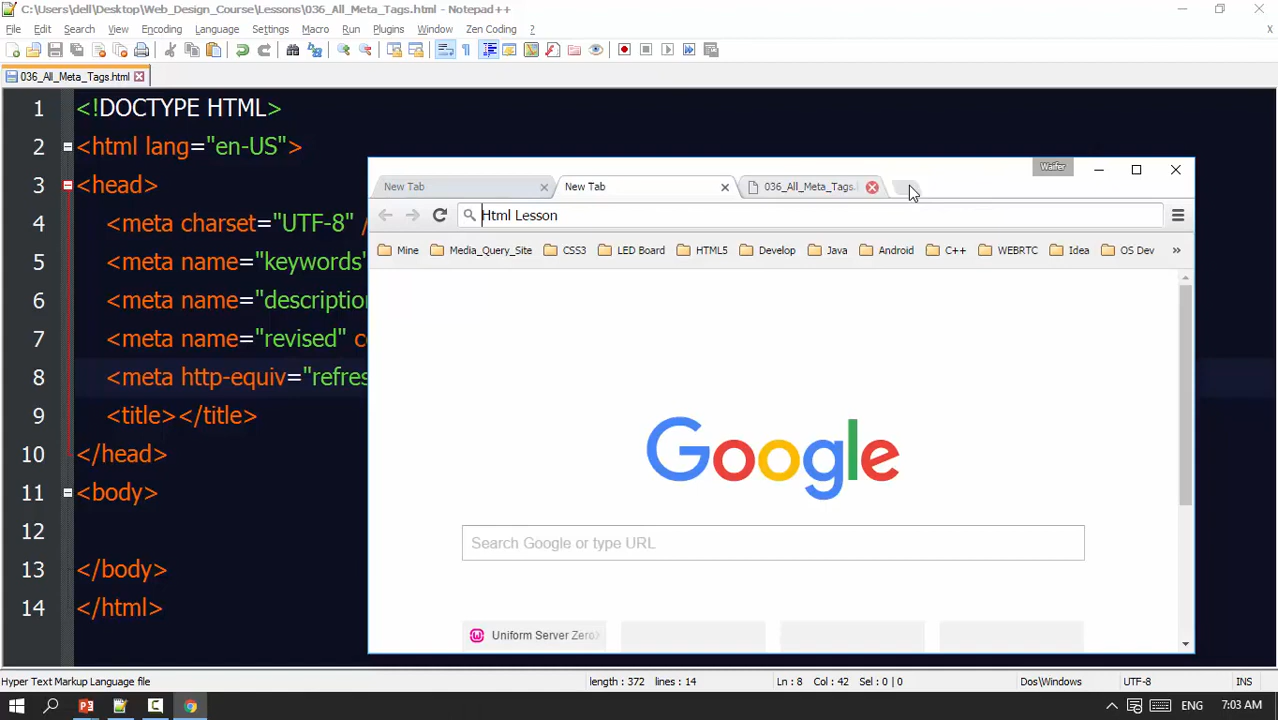 C:\Users\dell\Desktop\Web_Design_Course\Lessons\036_All_Meta_Tags.html - Notepad++
File Edit Search View Encoding Language Settings Macro Run Plugins Window Zen Coding ?
X
036_All_Meta_Tags.html
1 <!DOCTYPE HTML>
2 <html lang="en-US">
3 <head>
4 <meta charset="UTF-8" /
5 <meta name="keywords"
6 <meta name="description
7 <meta name="revised" co
8 <meta http-equiv="refres
9 <title></title>
10 </head>
11 <body>
12
13 </body>
14 </html>
Waifer
New Tab New Tab 036_All_Meta_Tags.
Html Lesson
Mine Media_Query_Site CSS3 LED Board HTML5 Develop Java Android C++ WEBRTC Idea OS Dev »
Google
Search Google or type URL
Uniform Server Zero
Hyper Text Markup Language file length : 372 lines : 14 Ln : 8 Col : 42 Sel : 0 | 0 Dos\Windows UTF-8 INS
ENG 7:03 AM